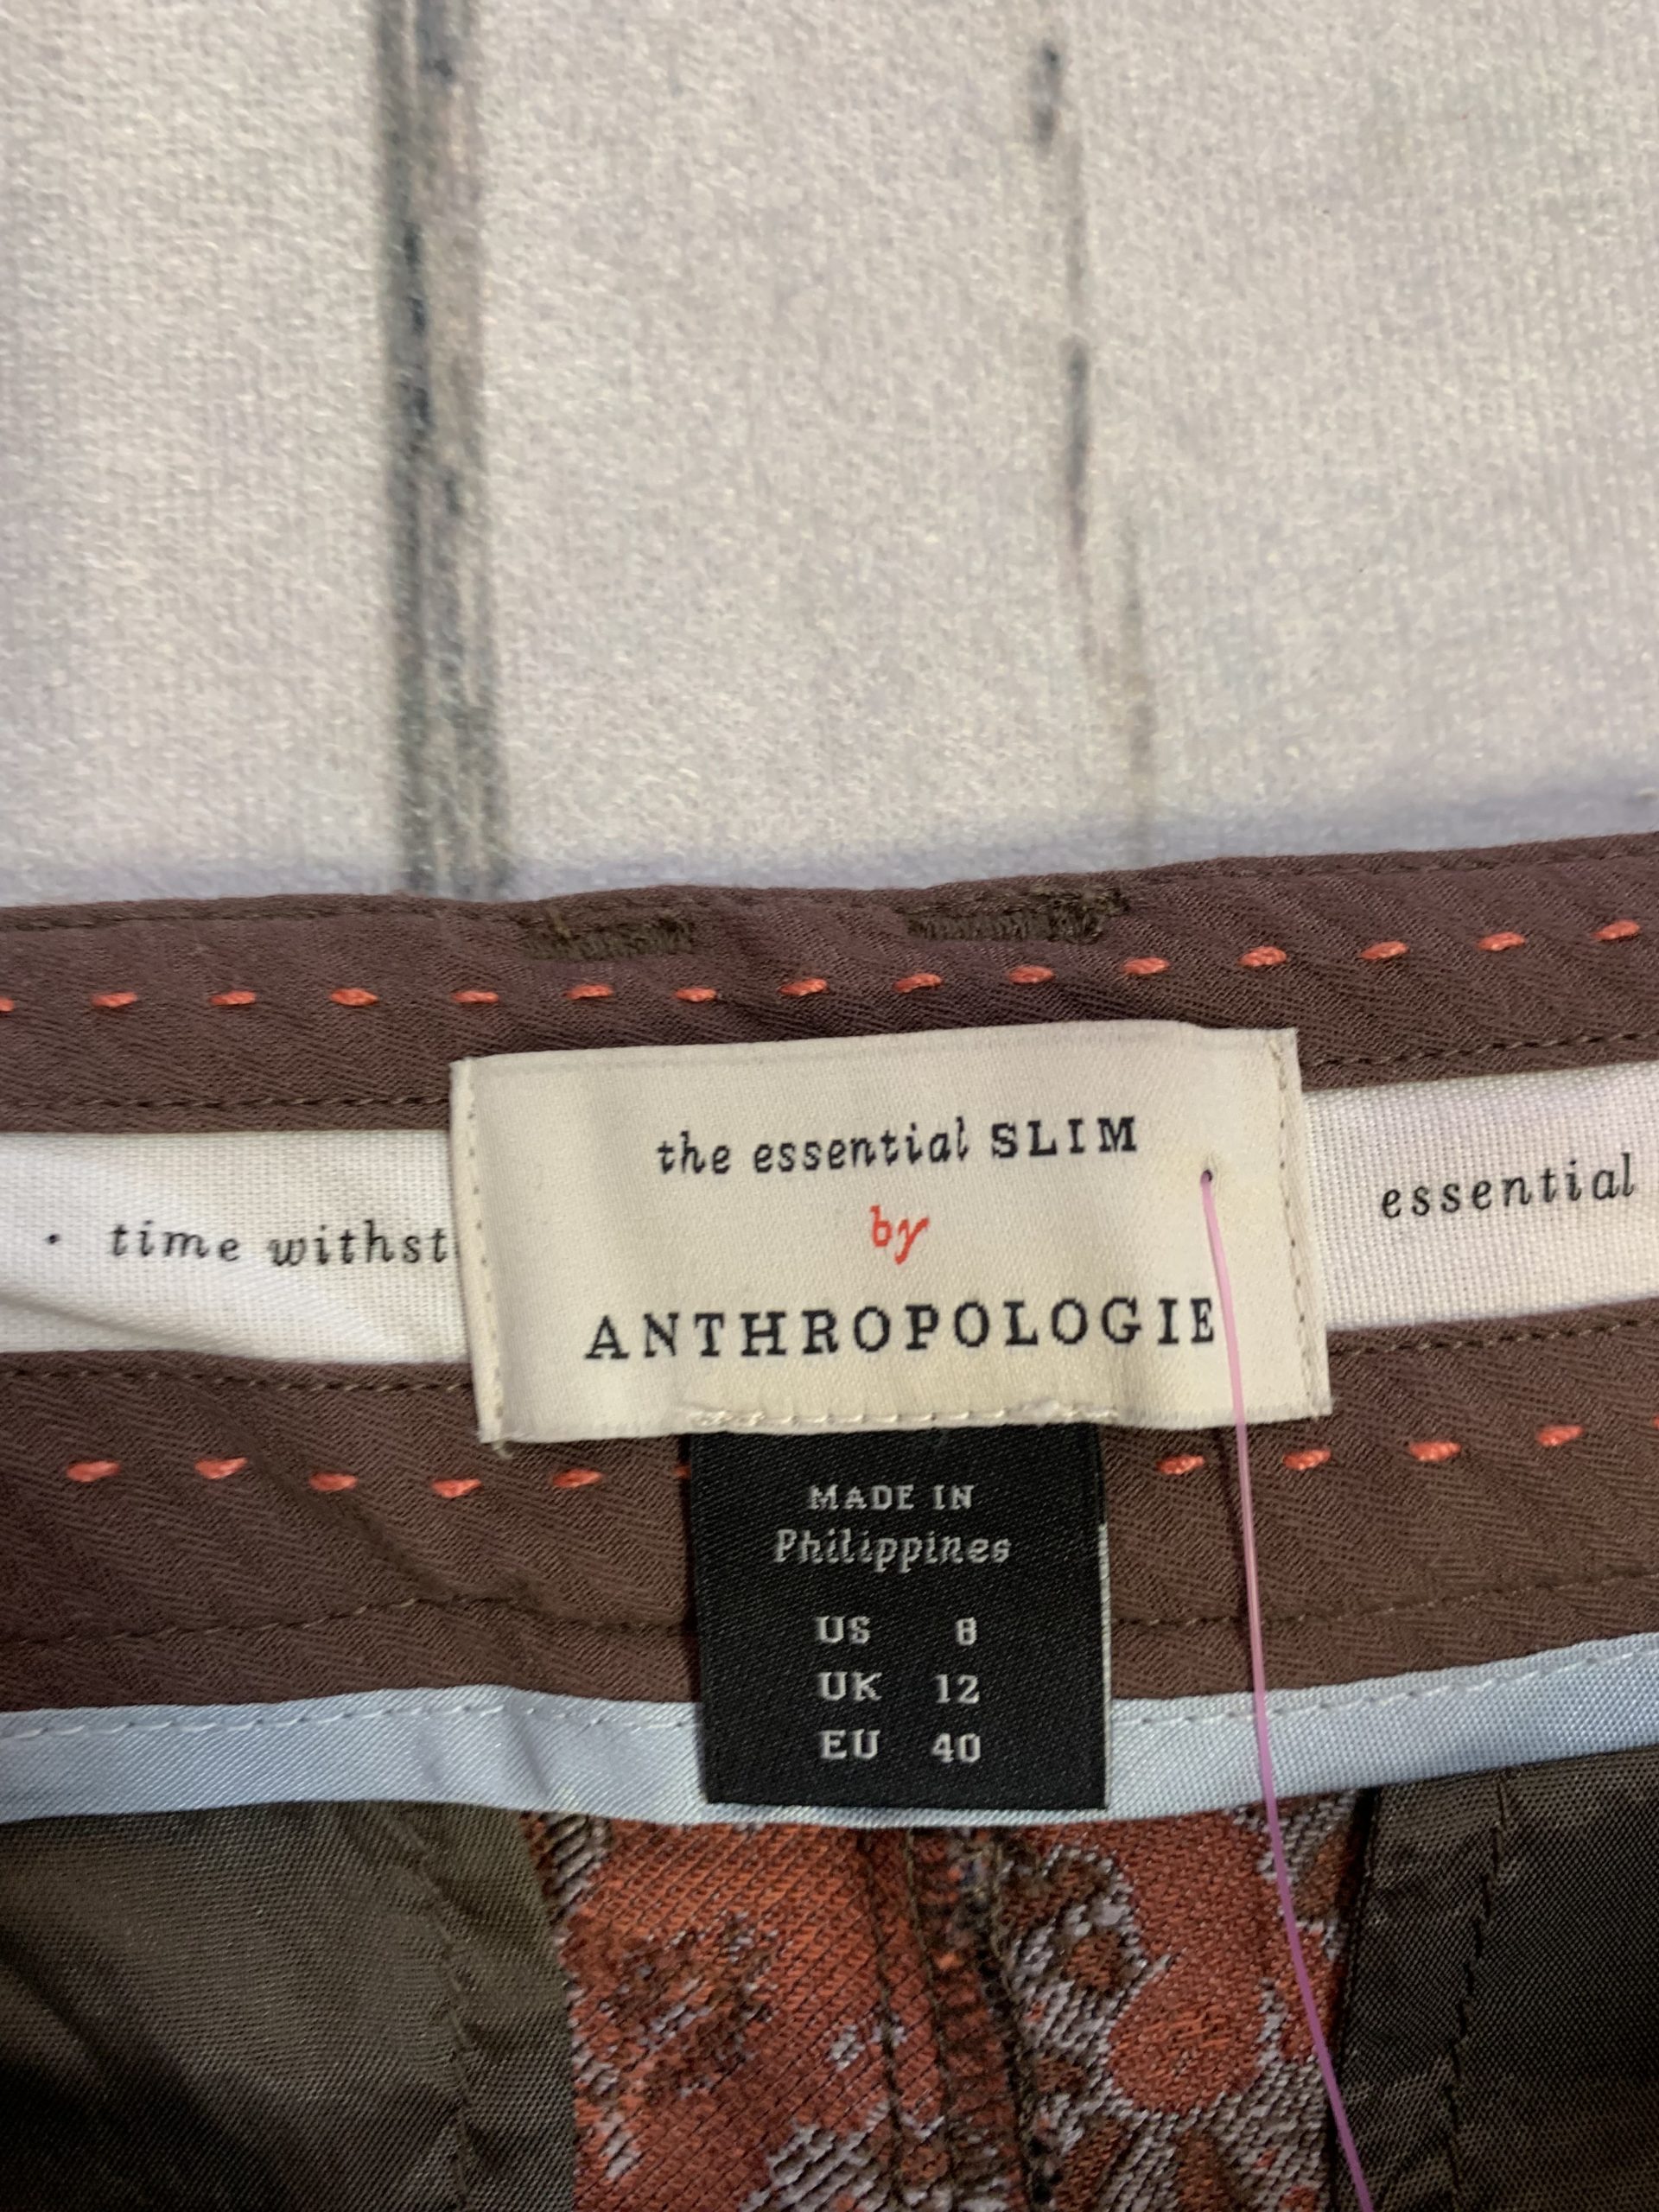 the essential SLIM
by
ANTHROPOLOGIE
• time withst
essential
MADE IN
Philippines
US 8
UK 12
EU 40